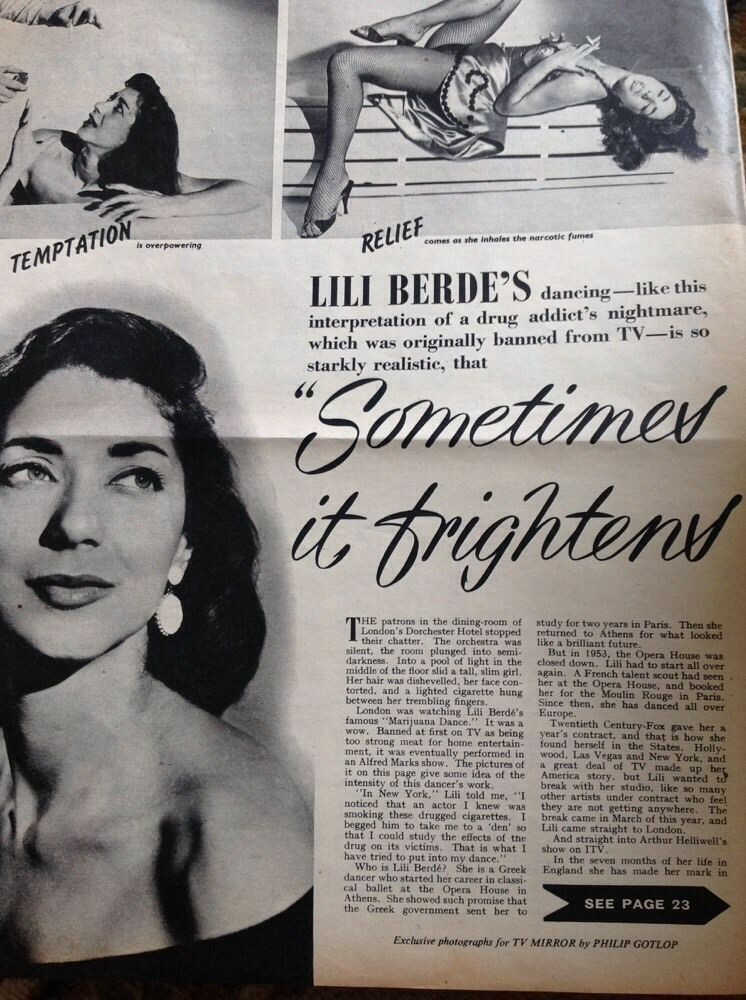 TEMPTATION is overpowering
RELIEF comes as she inhales the narcotic fumes
LILI BERDE'S dancing—like this
interpretation of a drug addict's nightmare,
which was originally banned from TV—is so
starkly realistic, that
"Sometimes
it frightens
THE patrons in the dining-room of
London's Dorchester Hotel stopped
their chatter. The orchestra was
silent, the room plunged into semi-
darkness. Into a pool of light in the
middle of the floor slid a tall, slim girl.
Her hair was dishevelled, her face con-
torted, and a lighted cigarette hung
between her trembling fingers.
London was watching Lili Berdé's
famous "Marijuana Dance." It was a
wow. Banned at first on TV as being
too strong meat for home entertain-
ment, it was eventually performed in
an Alfred Marks show. The pictures of
it on this page give some idea of the
intensity of this dancer's work.
"In New York," Lili told me, "I
noticed that an actor I knew was
smoking these drugged cigarettes. I
begged him to take me to a 'den' so
that I could study the effects of the
drug on its victims. That is what I
have tried to put into my dance."
Who is Lili Berdé? She is a Greek
dancer who started her career in classi-
cal ballet at the Opera House in
Athens. She showed such promise that
the Greek government sent her to
study for two years in Paris. Then she
returned to Athens for what looked
like a brilliant future.
But in 1953, the Opera House was
closed down. Lili had to start all over
again. A French talent scout had seen
her at the Opera House, and booked
her for the Moulin Rouge in Paris.
Since then, she has danced all over
Europe.
Twentieth Century-Fox gave her a
year's contract, and that is how she
found herself in the States. Holly-
wood, Las Vegas and New York, and
a great deal of TV made up her
America story, but Lili wanted to
break with her studio, like so many
other artists under contract who feel
they are not getting anywhere. The
break came in March of this year, and
Lili came straight to London.
And straight into Arthur Helliwell's
show on ITV.
In the seven months of her life in
England she has made her mark in
SEE PAGE 23
Exclusive photographs for TV MIRROR by PHILIP GOTLOP